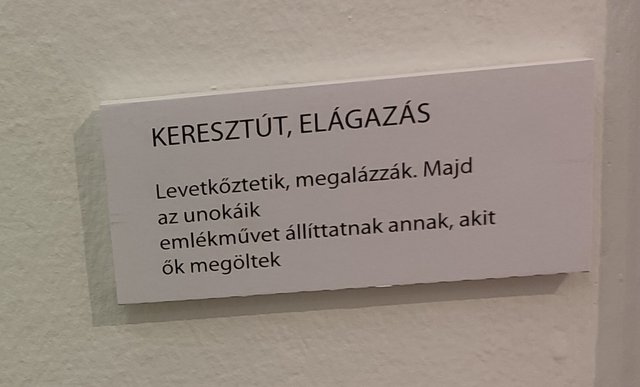 KERESZTÚT, ELÁGAZÁS
Levetkőztetik, megalázzák. Majd
az unokáik
emlékművet állíttatnak annak, akit
ők megöltek